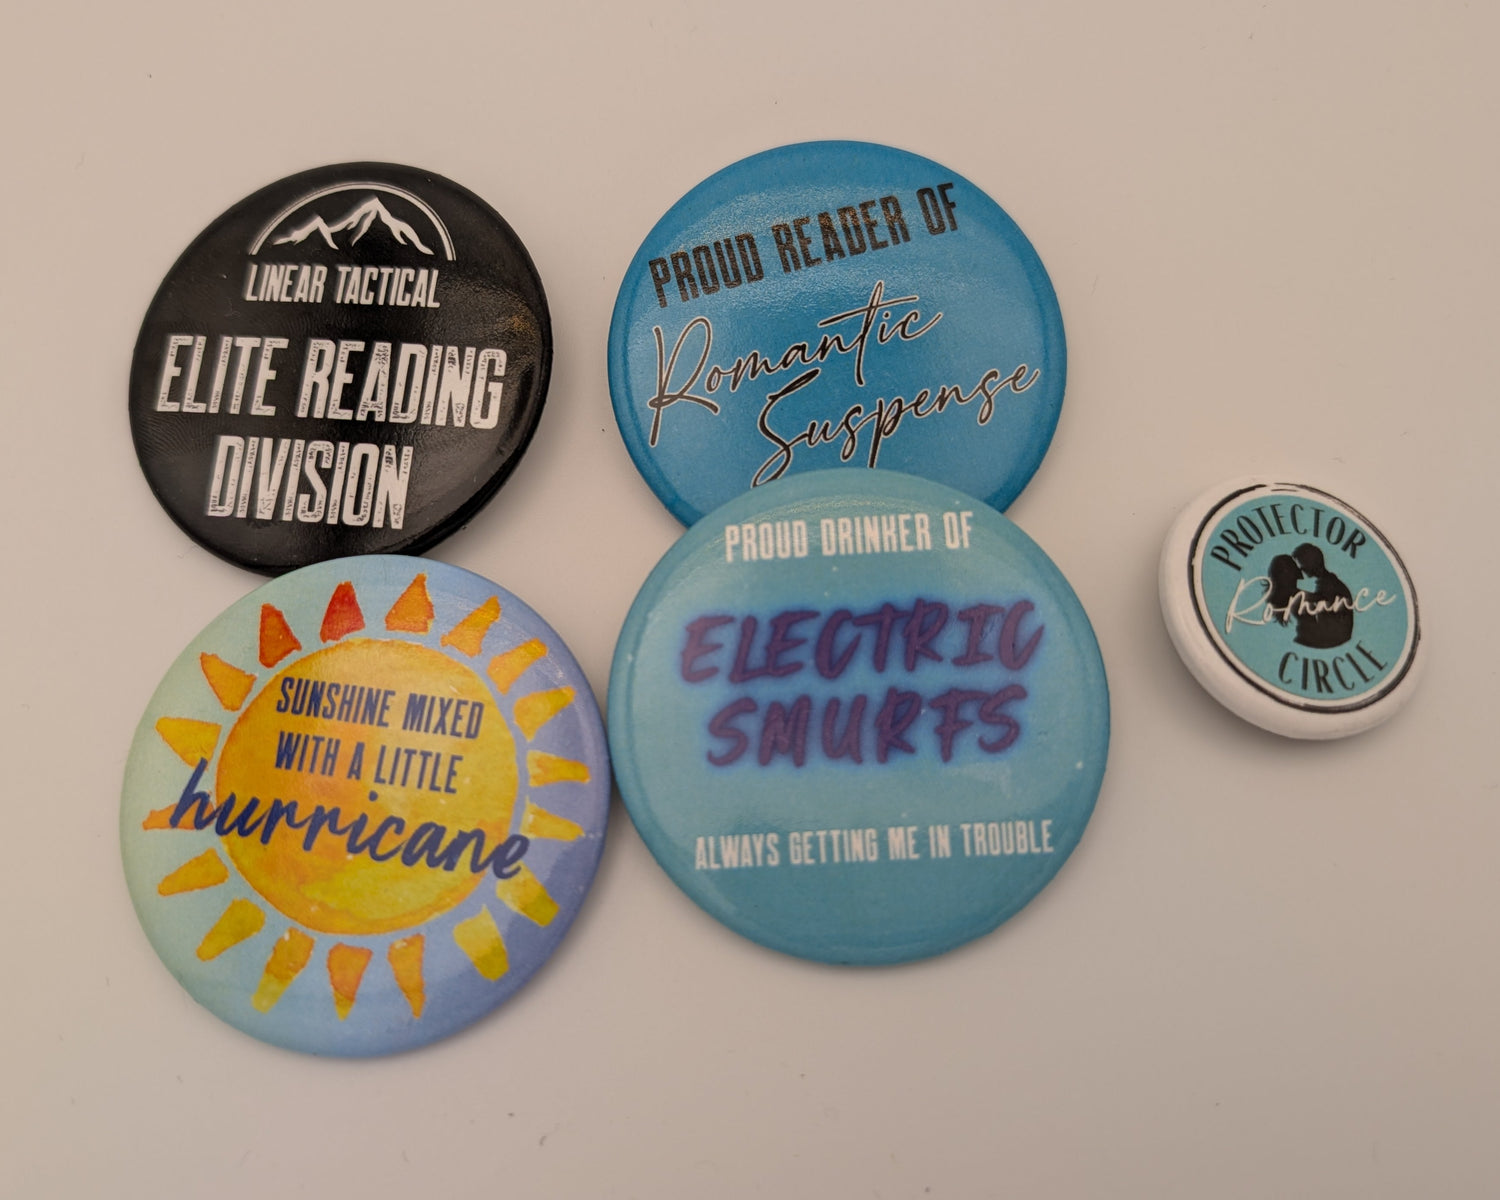 LINEAR TACTICAL
ELITE READING
DIVISION
PROUD READER OF
Romantic
Suspense
SUNSHINE MIXED
WITH A LITTLE
hurricane
PROUD DRINKER OF
ELECTRIC
SMURFS
ALWAYS GETTING ME IN TROUBLE
PROTECTOR
Romance
CIRCLE